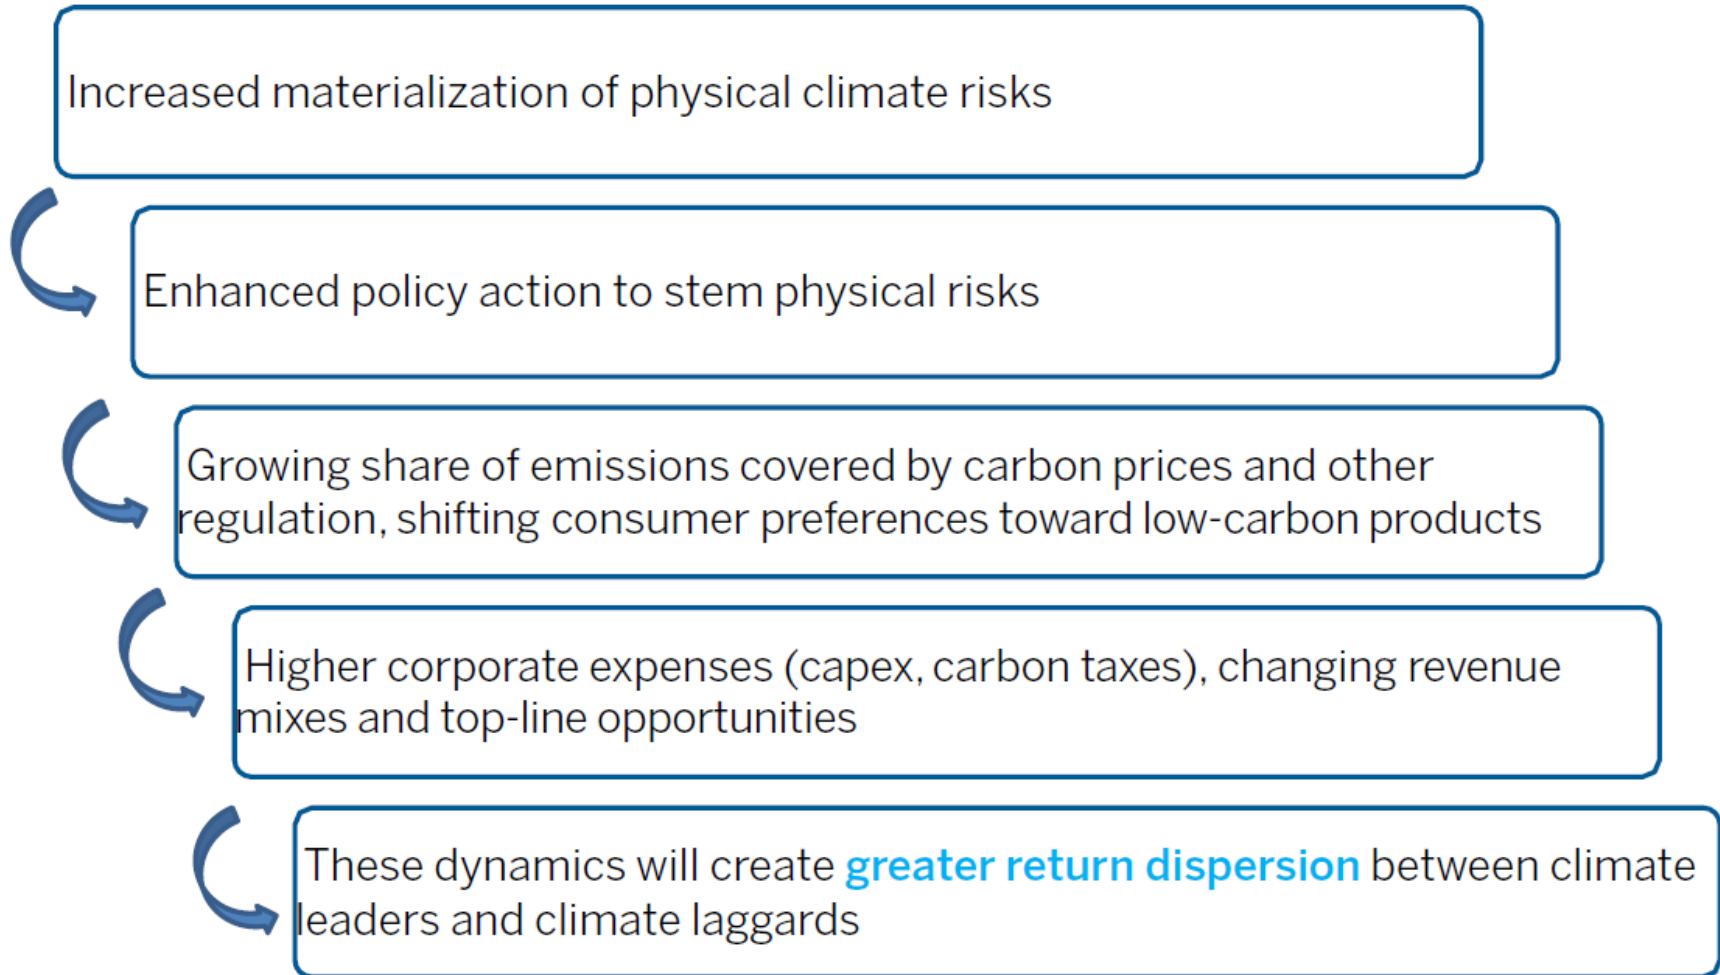 Increased materialization of physical climate risks
Enhanced policy action to stem physical risks
Growing share of emissions covered by carbon prices and other
regulation, shifting consumer preferences toward low-carbon products
Higher corporate expenses (capex, carbon taxes), changing revenue
mixes and top-line opportunities
These dynamics will create greater return dispersion between climate
leaders and climate laggards